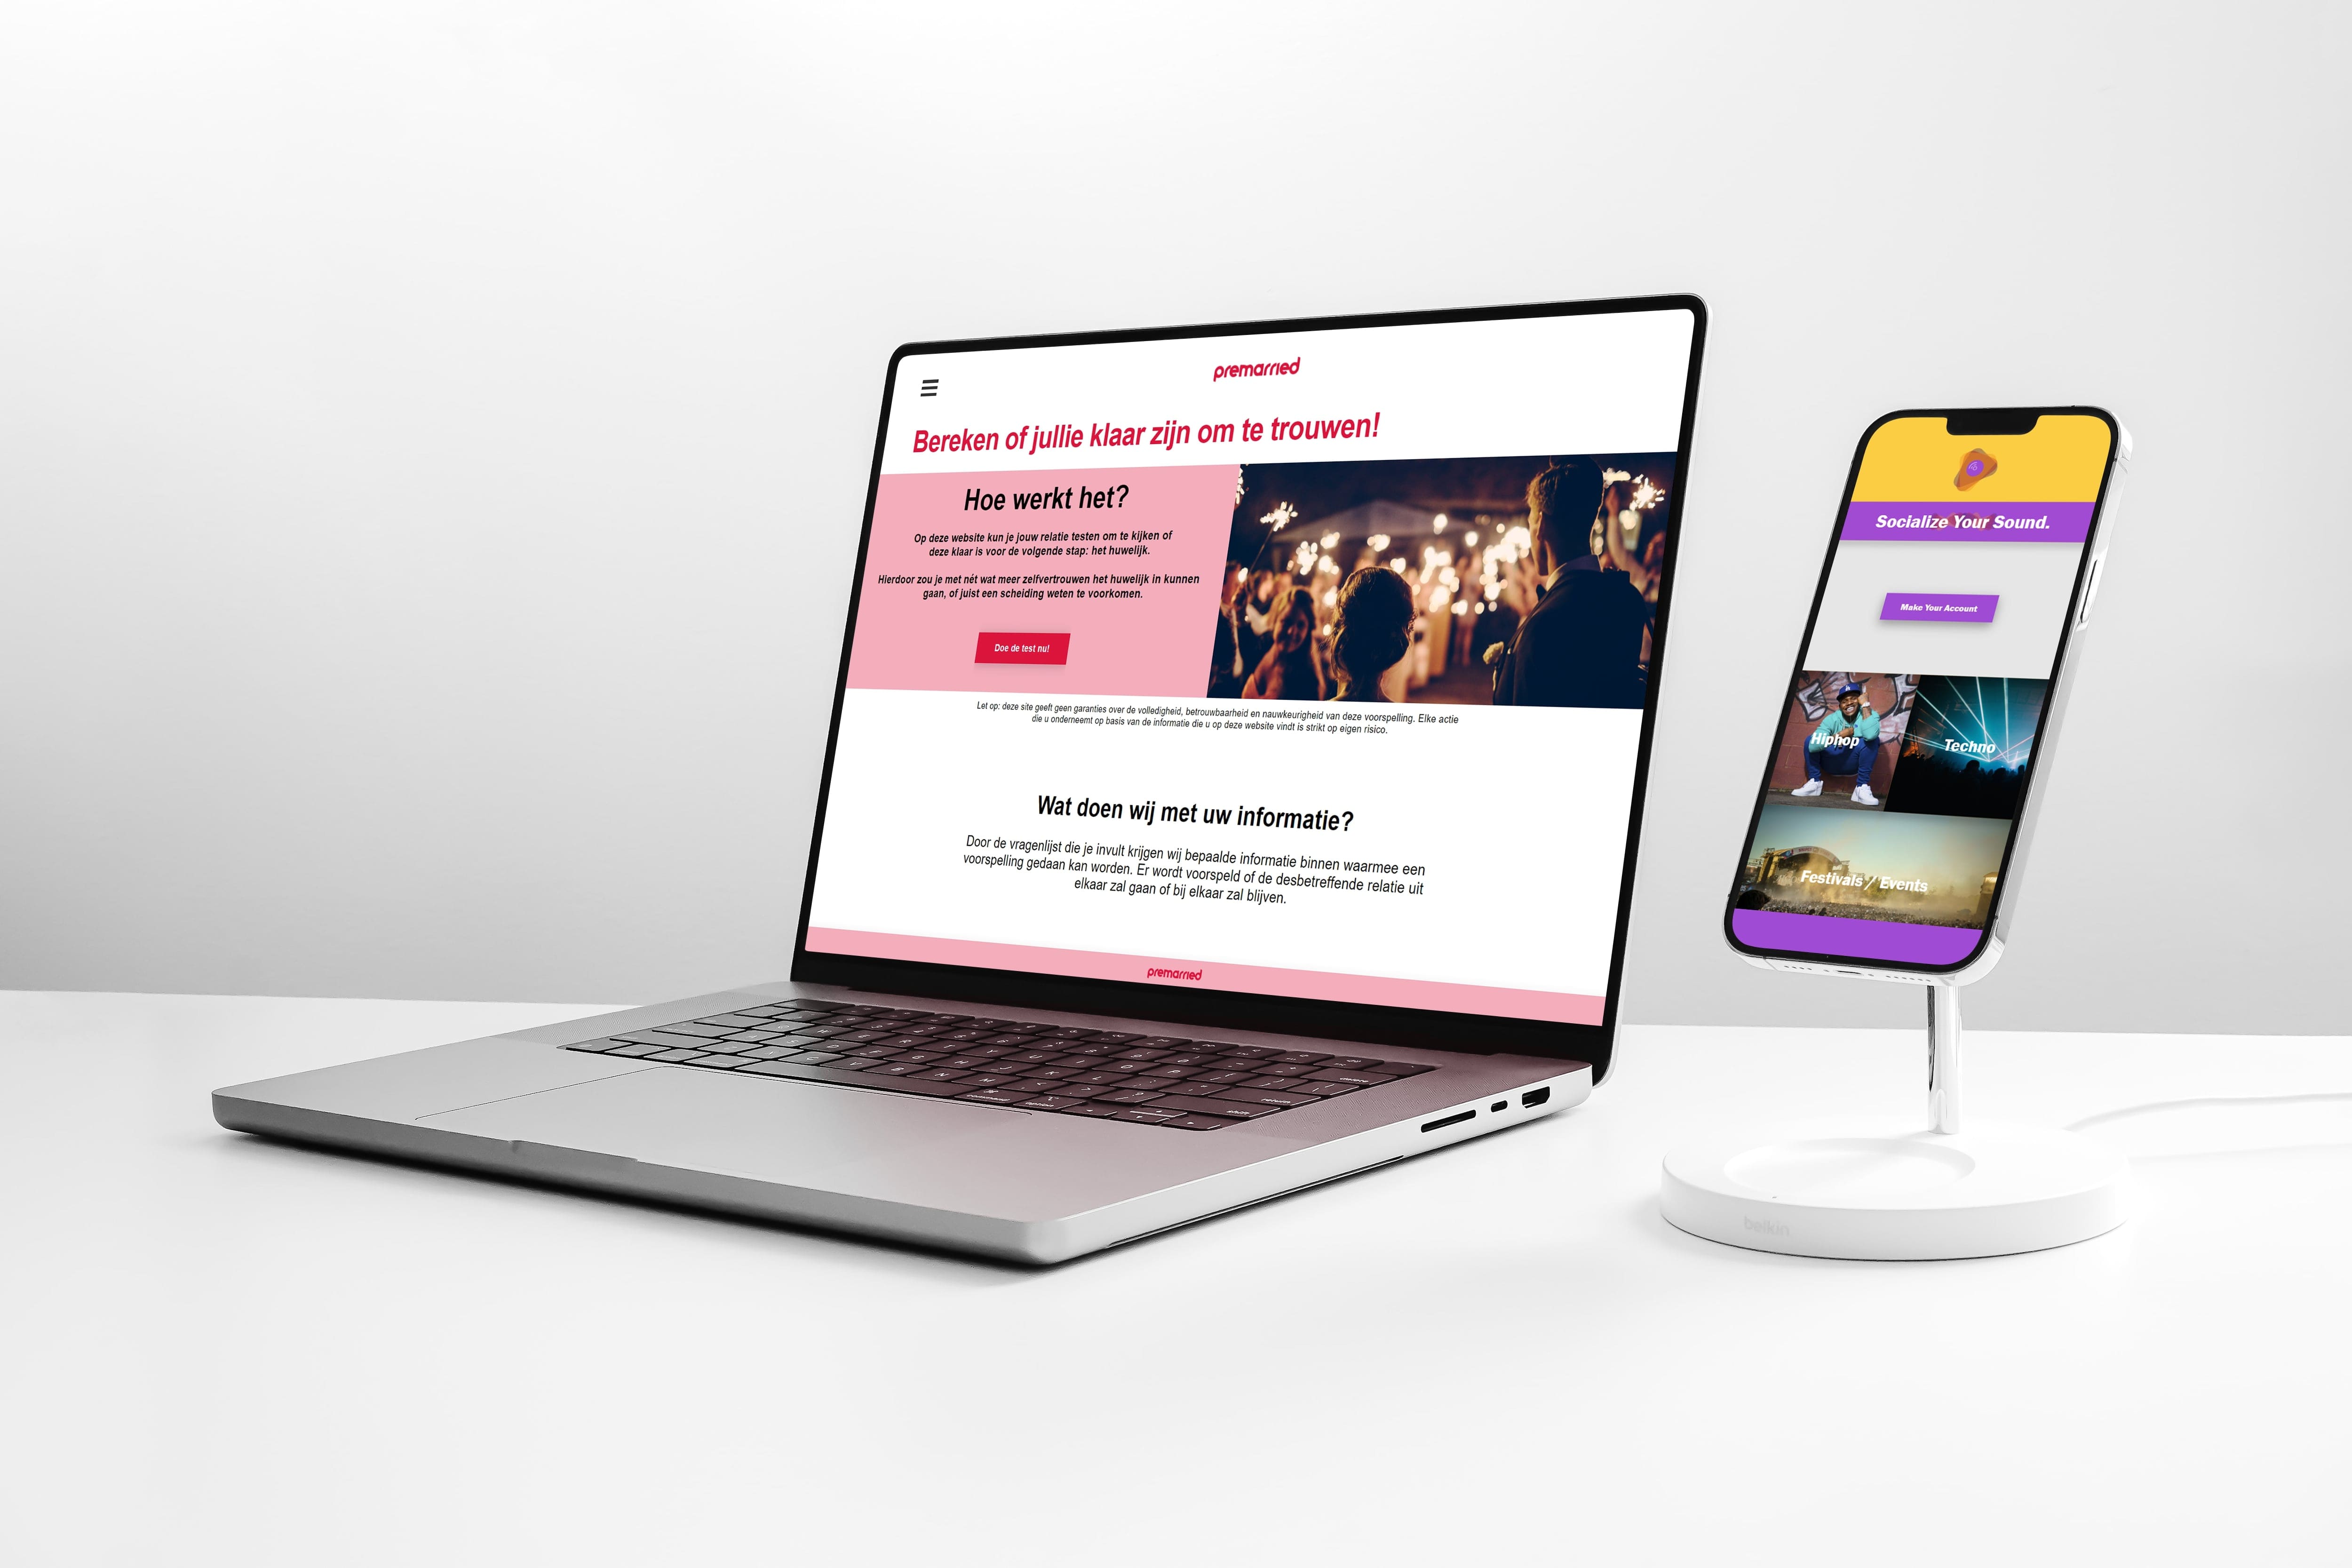 premarried
Bereken of jullie klaar zijn om te trouwen!
Hoe werkt het?
Op deze website kun je jouw relatie testen om te kijken of
deze klaar is voor de volgende stap: het huwelijk.
Hierdoor zou je met nét wat meer zelfvertrouwen het huwelijk in kunnen
gaan, of juist een scheiding weten te voorkomen.
Doe de test nu!
Let op: deze site geeft geen garanties over de volledigheid, betrouwbaarheid en nauwkeurigheid van deze voorspelling. Elke actie
die u onderneemt op basis van de informatie die u op deze website vindt is strikt op eigen risico.
Wat doen wij met uw informatie?
Door de vragenlijst die je invult krijgen wij bepaalde informatie binnen waarmee een
voorspelling gedaan kan worden. Er wordt voorspeld of de desbetreffende relatie uit
elkaar zal gaan of bij elkaar zal blijven.
premarried
Socialize Your Sound.
Make Your Account
Hiphop
Techno
Festivals / Events
belkin